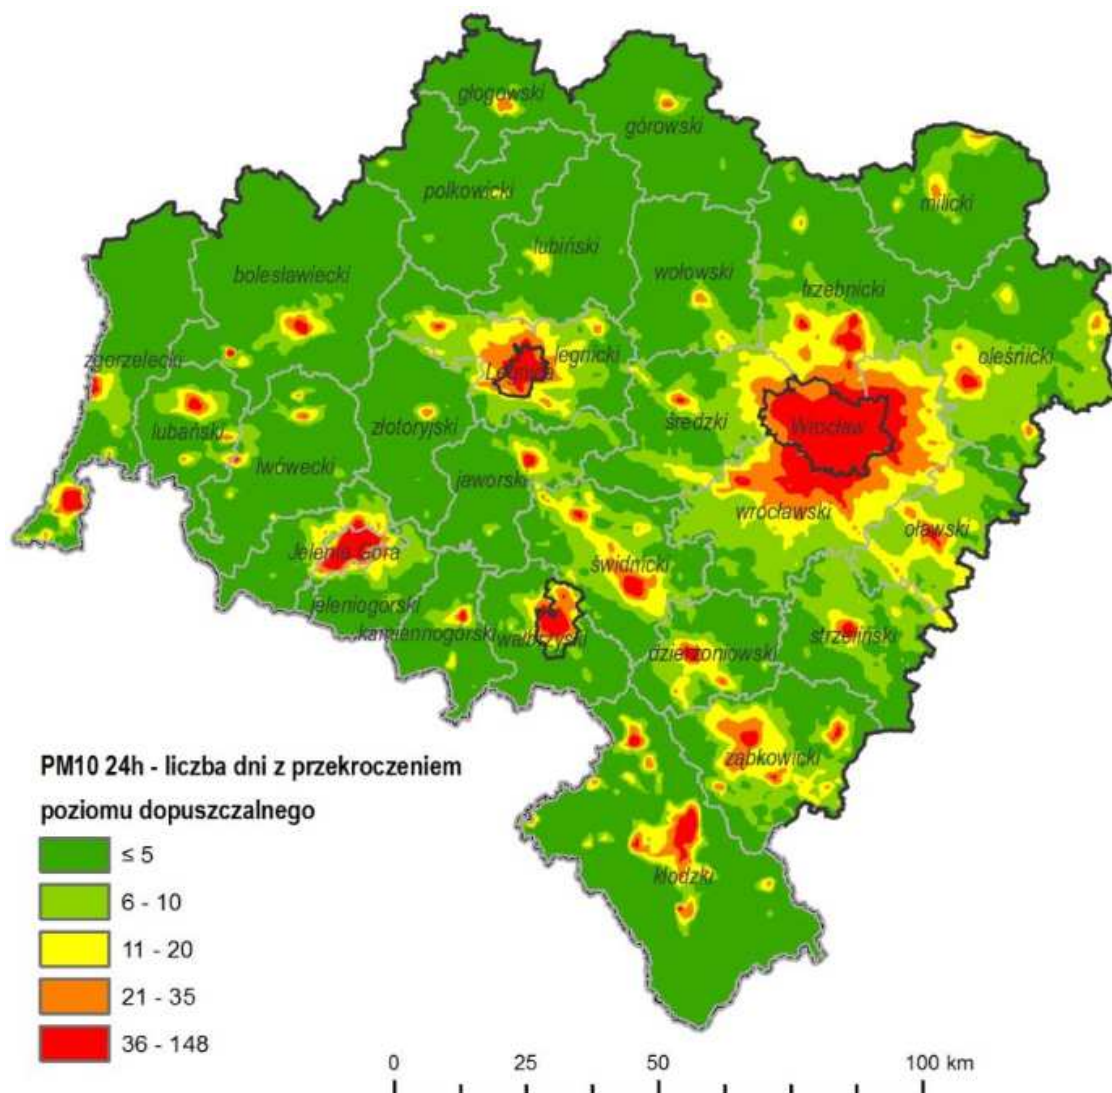 głogowski
górowski
polkowicki
milicki
lubiński
bolesławiecki
wołowski
trzebnicki
zgorzelecki
legnicki
Legnica
oleśnicki
lubański
złotoryjski
średzki
Wrocław
lwówecki
jaworski
wrocławski
oławski
Jelenia Góra
świdnicki
jeleniogórski
kamiennogórski
wałbrzyski
dzierżoniowski
strzeliński
ząbkowicki
kłodzki
PM10 24h - liczba dni z przekroczeniem
poziomu dopuszczalnego
≤ 5
6 - 10
11 - 20
21 - 35
36 - 148
0 25 50 100 km